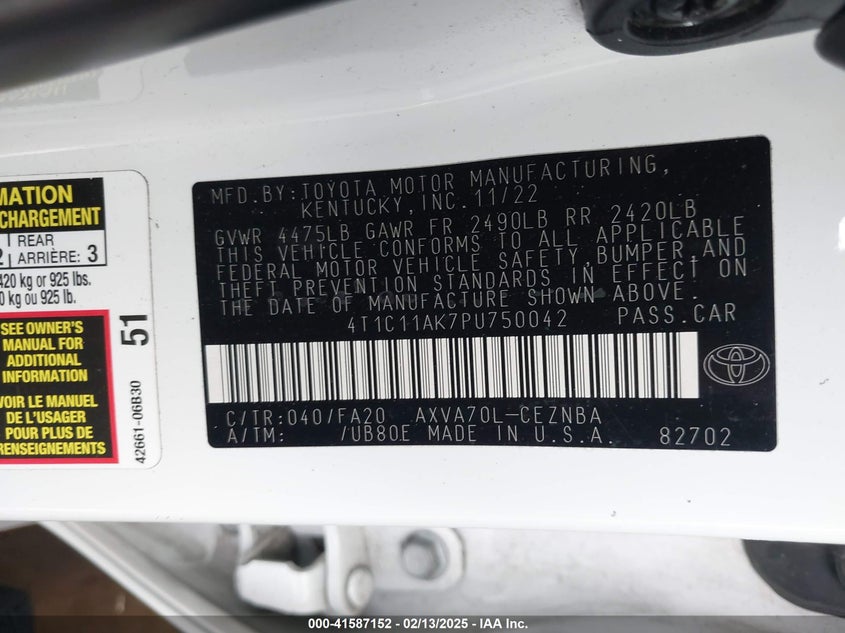 MATION
CHARGEMENT
REAR
ARRIÈRE: 3
420 kg or 925 lbs.
0 kg ou 925 lb.
SEE OWNER'S
MANUAL FOR
ADDITIONAL
INFORMATION
VOIR LE MANUEL
DE L'USAGER
POUR PLUS DE
RENSEIGNEMENTS
51
42661-06B30
MFD.BY:TOYOTA MOTOR MANUFACTURING,
KENTUCKY, INC. 11/22
GVWR 4475LB GAWR FR 2490LB RR 2420LB
THIS VEHICLE CONFORMS TO ALL APPLICABLE
FEDERAL MOTOR VEHICLE SAFETY,BUMPER,AND
THEFT PREVENTION STANDARDS IN EFFECT ON
THE DATE OF MANUFACTURE SHOWN ABOVE.
4T1C11AK7PU750042 PASS.CAR
C/TR:040/FA20 AXVA70L-CEZNBA
A/TM: /UB80E MADE IN U.S.A. 82702
000-41587152 - 02/13/2025 - IAA Inc.